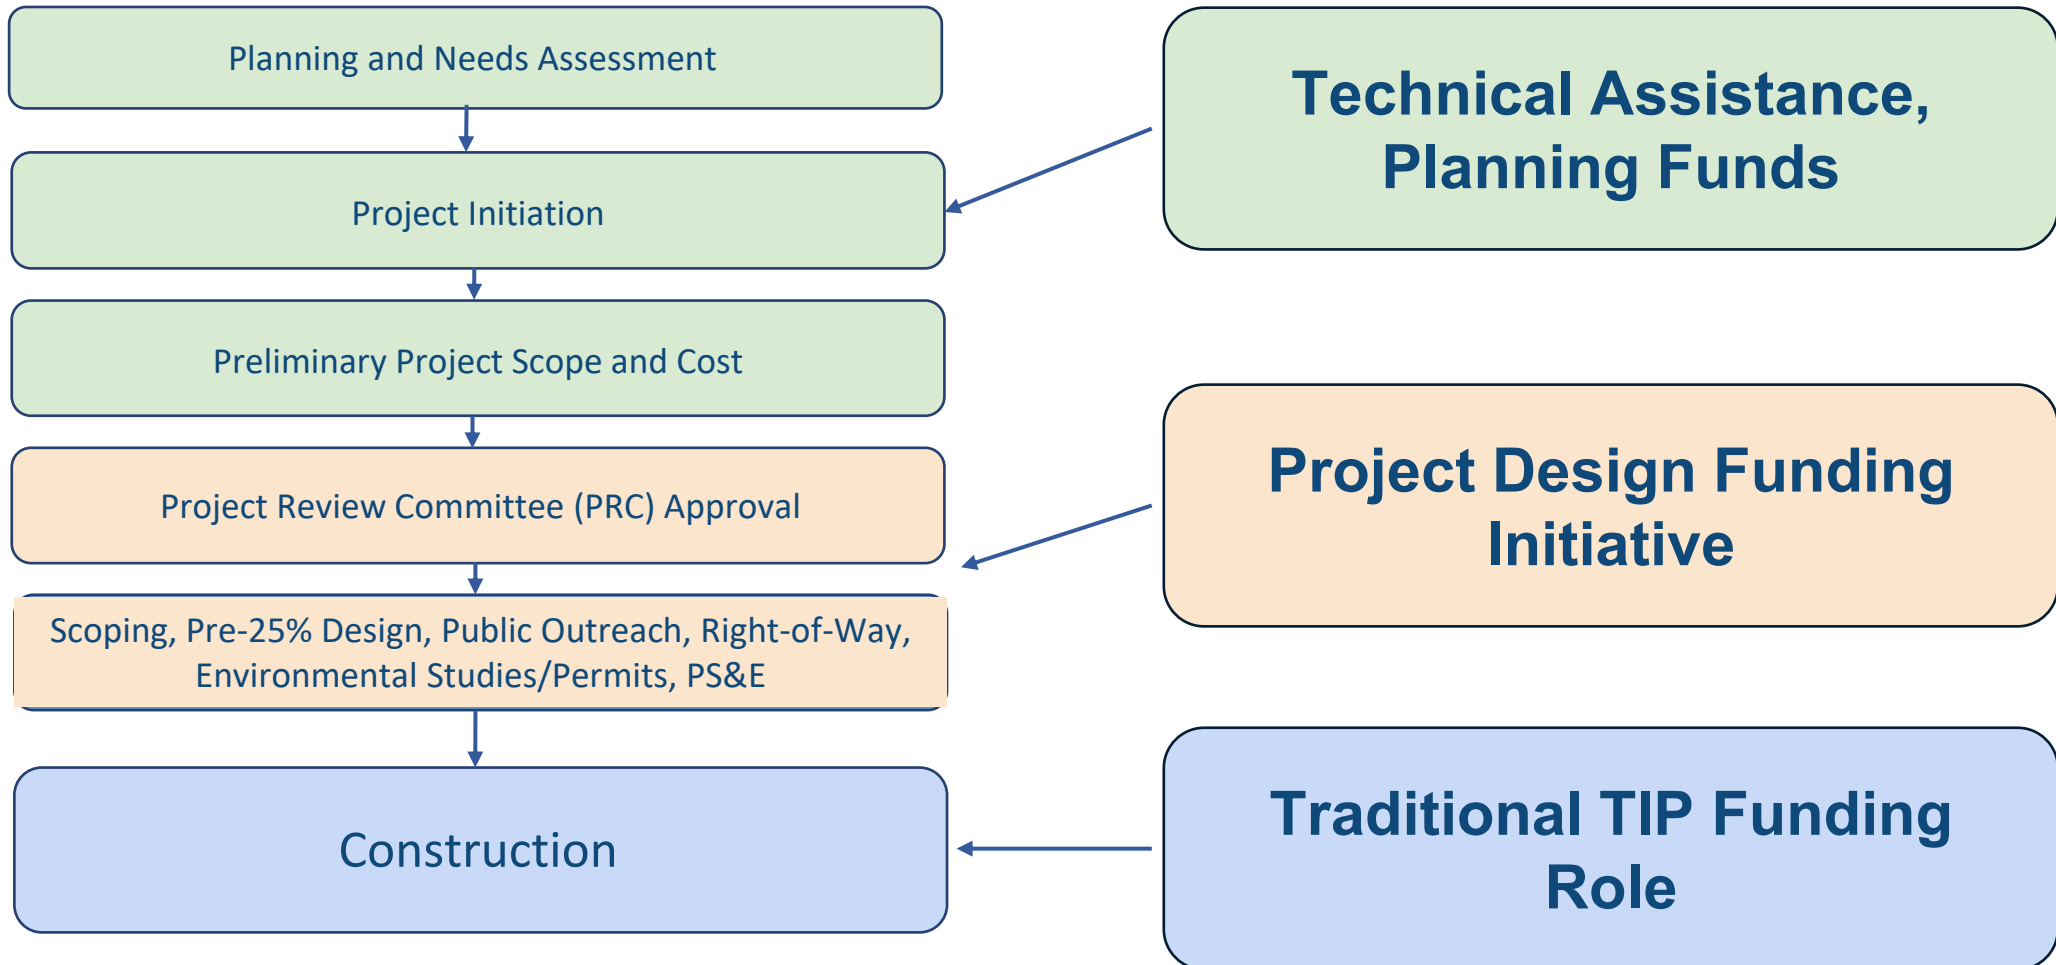 Planning and Needs Assessment
Project Initiation
Preliminary Project Scope and Cost
Project Review Committee (PRC) Approval
Scoping, Pre-25% Design, Public Outreach, Right-of-Way,
Environmental Studies/Permits, PS&E
Construction
Technical Assistance,
Planning Funds
Project Design Funding
Initiative
Traditional TIP Funding
Role